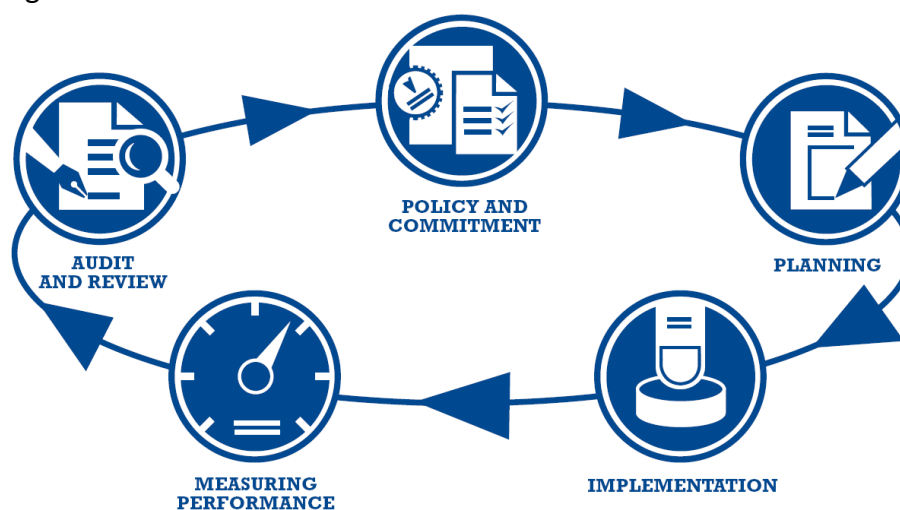 POLICY AND
COMMITMENT
AUDIT
AND REVIEW
PLANNING
MEASURING
PERFORMANCE
IMPLEMENTATION